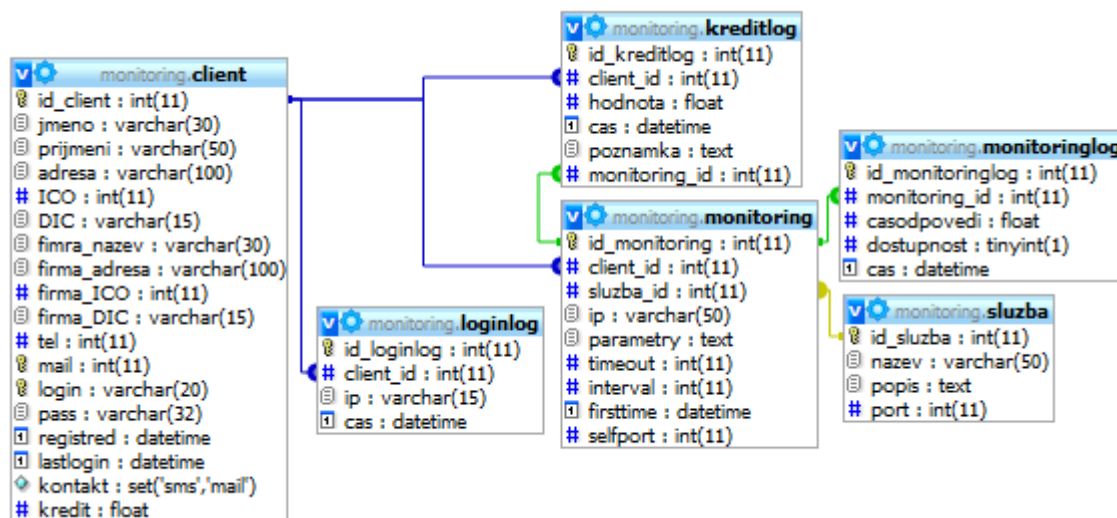 monitoring.client
id_client : int(11)
jmeno : varchar(30)
prijmeni : varchar(50)
adresa : varchar(100)
ICO : int(11)
DIC : varchar(15)
fimra_nazev : varchar(30)
firma_adresa : varchar(100)
firma_ICO : int(11)
firma_DIC : varchar(15)
tel : int(11)
mail : int(11)
login : varchar(20)
pass : varchar(32)
registred : datetime
lastlogin : datetime
kontakt : set('sms','mail')
kredit : float
monitoring.loginlog
id_loginlog : int(11)
client_id : int(11)
ip : varchar(15)
cas : datetime
monitoring.kreditlog
id_kreditlog : int(11)
client_id : int(11)
hodnota : float
cas : datetime
poznamka : text
monitoring_id : int(11)
monitoring.monitoring
id_monitoring : int(11)
client_id : int(11)
sluzba_id : int(11)
ip : varchar(50)
parametry : text
timeout : int(11)
interval : int(11)
firsttime : datetime
selfport : int(11)
monitoring.monitoringlog
id_monitoringlog : int(11)
monitoring_id : int(11)
casodpovedi : float
dostupnost : tinyint(1)
cas : datetime
monitoring.sluzba
id_sluzba : int(11)
nazev : varchar(50)
popis : text
port : int(11)